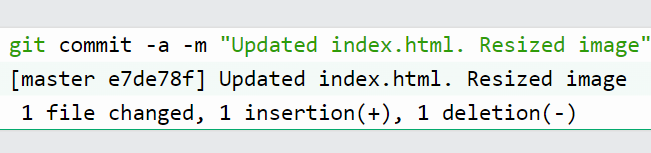 git commit -a -m "Updated index.html. Resized image"
[master e7de78f] Updated index.html. Resized image
1 file changed, 1 insertion(+), 1 deletion(-)